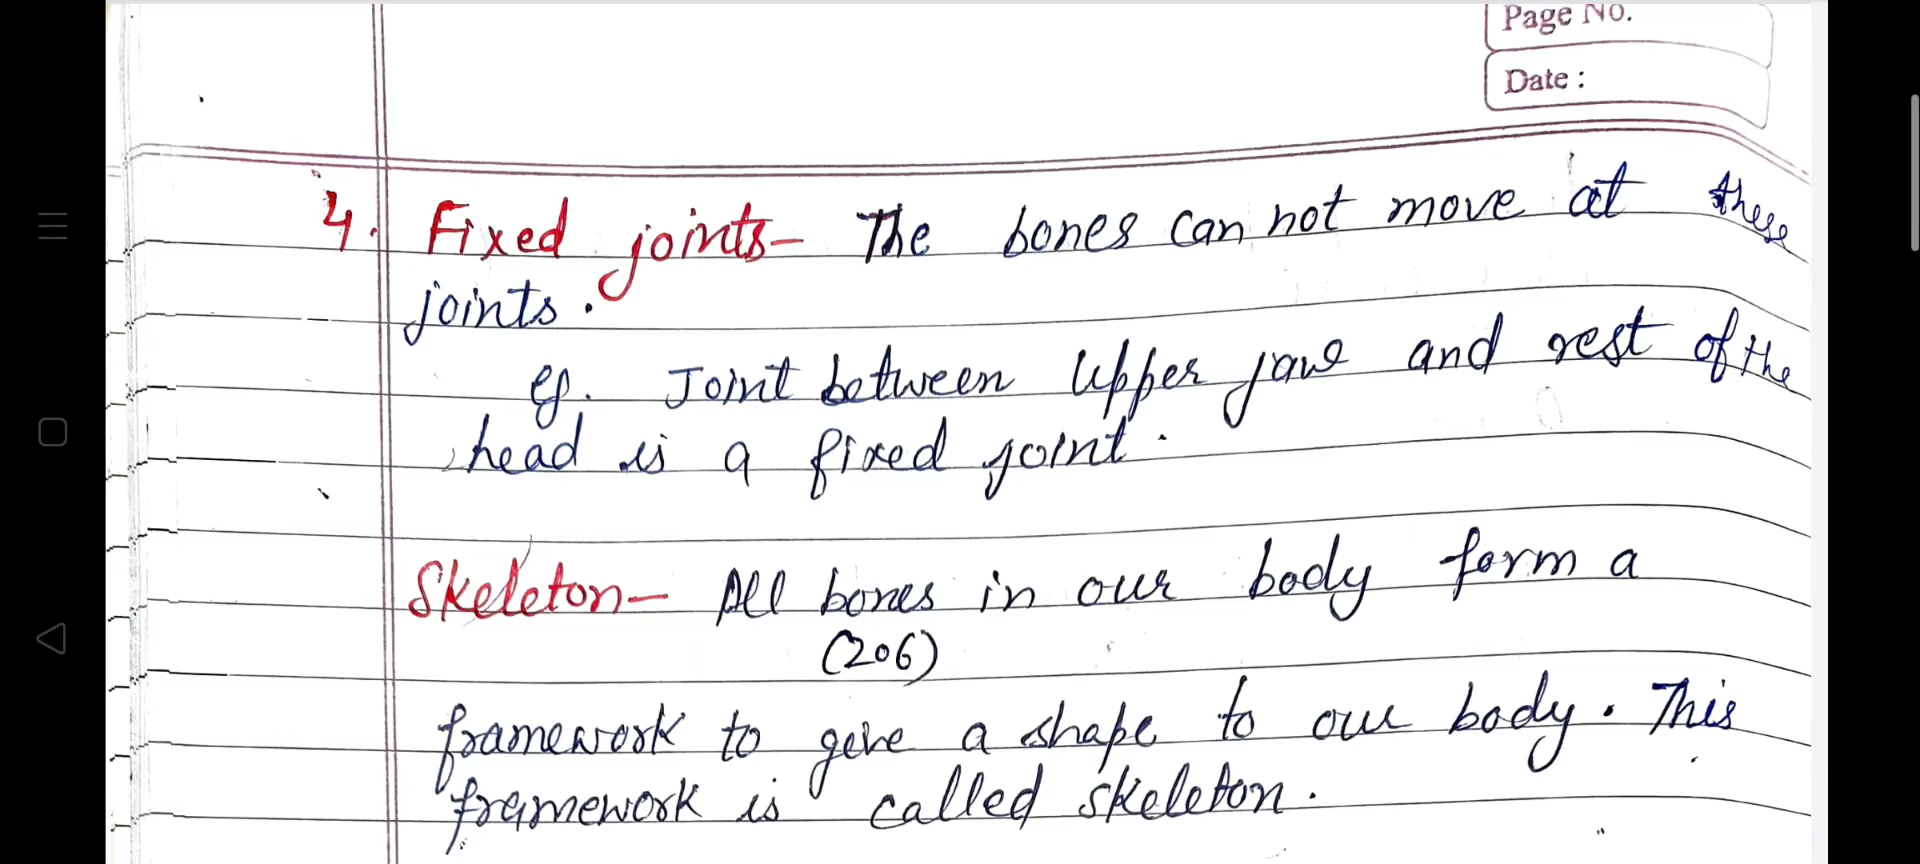 Page No.
Date :
4. Fixed joints- The bones can not move at these
joints.
eg. Joint between Upper jaw and rest of the
head is a fixed joint.
Skeleton- All bones in our body form a
(206)
framework to give a shape to our body. This
framework is called skeleton.